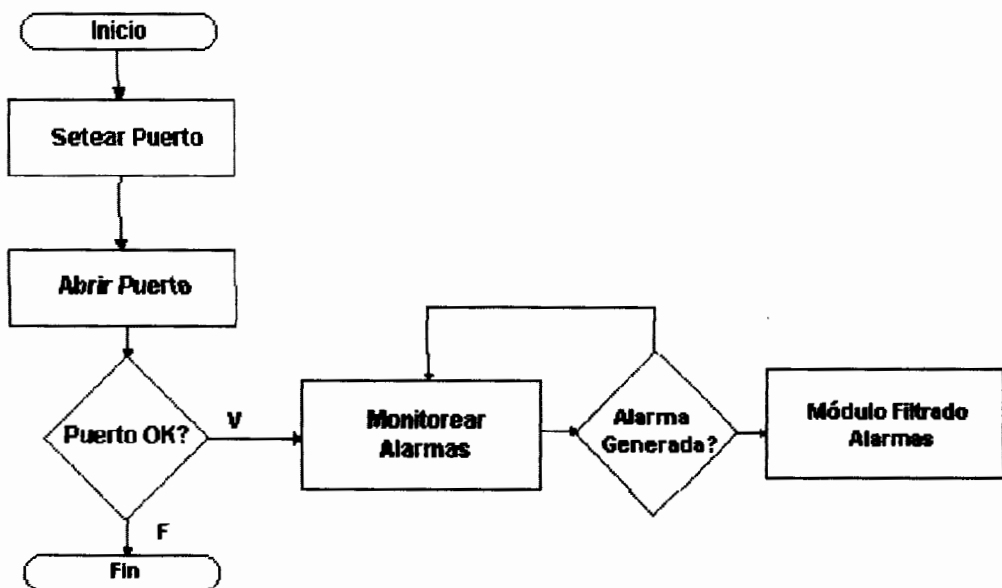 Inicio
Setear Puerto
Abrir Puerto
Puerto OK?
V
F
Fin
Monitorear
Alarmas
Alarma
Generada?
Módulo Filtrado
Alarmas